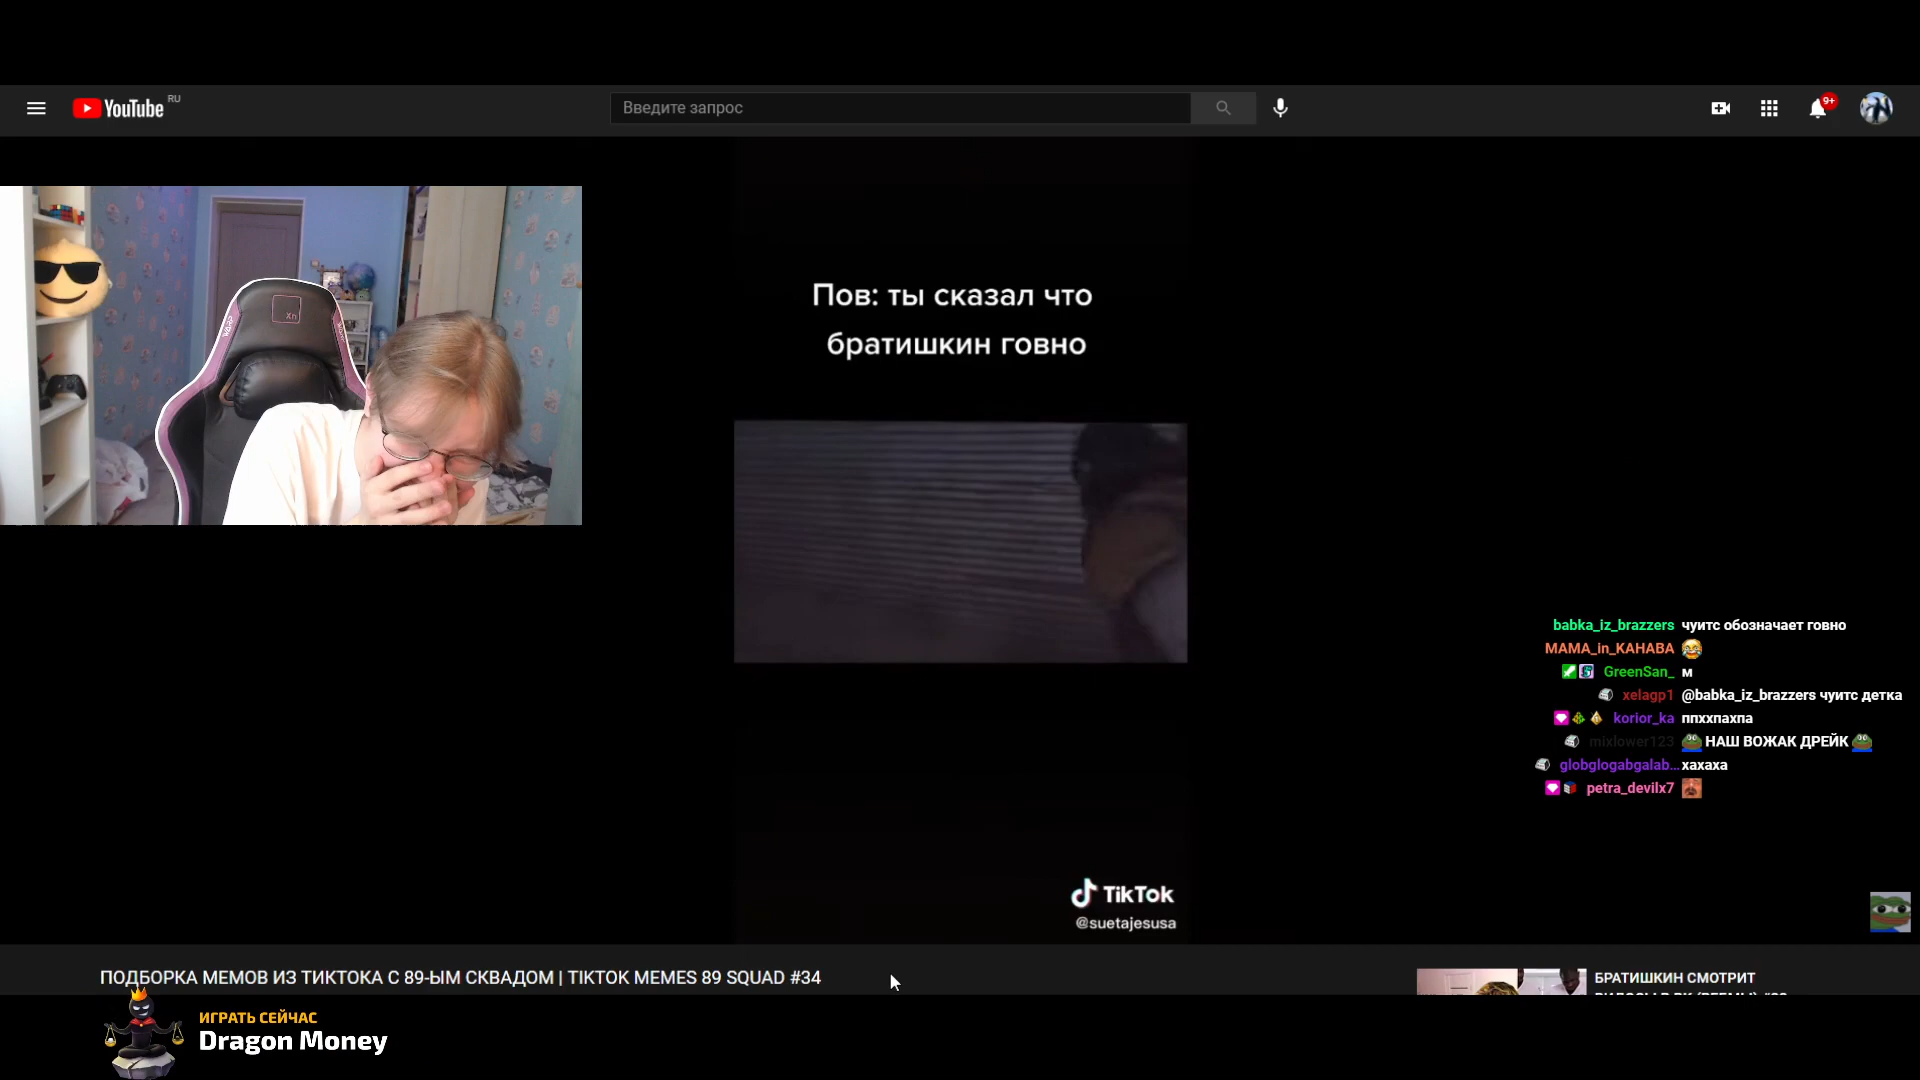 YouTube RU
Введите запрос
9+
Пов: ты сказал что
братишкин говно
babka_iz_brazzers чуитс обозначает говно
MAMA_in_KAHABA
GreenSan_ м
xelagp1 @babka_iz_brazzers чуитс детка
korior_ka ппххпахпа
mixlower123 НАШ ВОЖАК ДРЕЙК
globglogabgalab... хахаха
petra_devilx7
TikTok
@suetajesusa
ПОДБОРКА МЕМОВ ИЗ ТИКТОКА С 89-ЫМ СКВАДОМ | TIKTOK MEMES 89 SQUAD #34
БРАТИШКИН СМОТРИТ
ИГРАТЬ СЕЙЧАС
Dragon Money